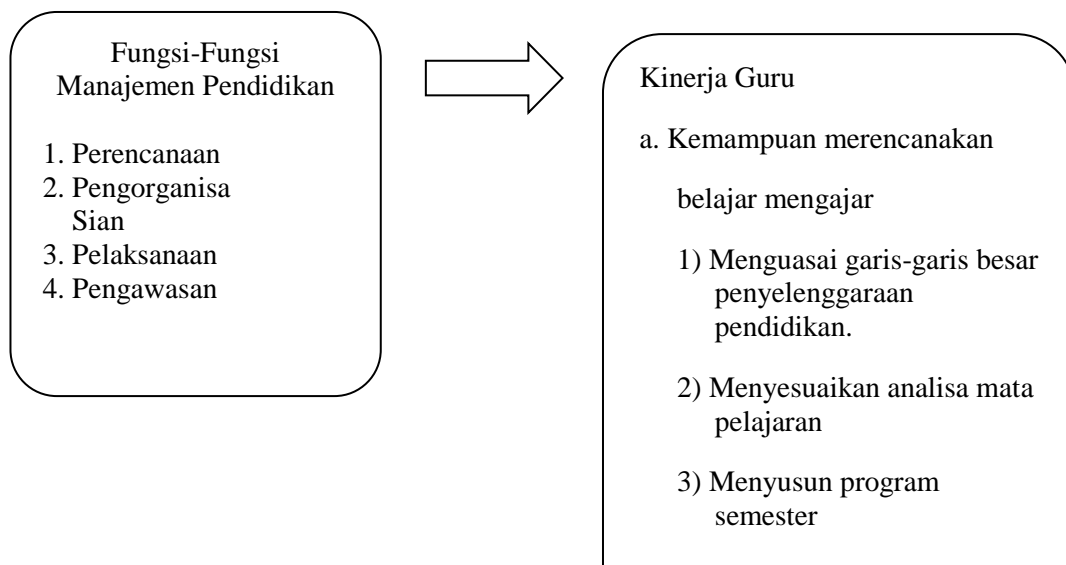 Fungsi-Fungsi
Manajemen Pendidikan
1. Perencanaan
2. Pengorganisa
Sian
3. Pelaksanaan
4. Pengawasan
Kinerja Guru
a. Kemampuan merencanakan
belajar mengajar
1) Menguasai garis-garis besar
penyelenggaraan
pendidikan.
2) Menyesuaikan analisa mata
pelajaran
3) Menyusun program
semester